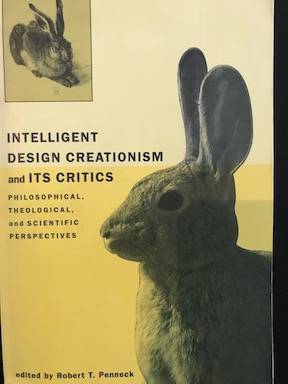 INTELLIGENT
DESIGN CREATIONISM
and ITS CRITICS
PHILOSOPHICAL,
THEOLOGICAL,
and SCIENTIFIC
PERSPECTIVES
edited by Robert T. Pennock